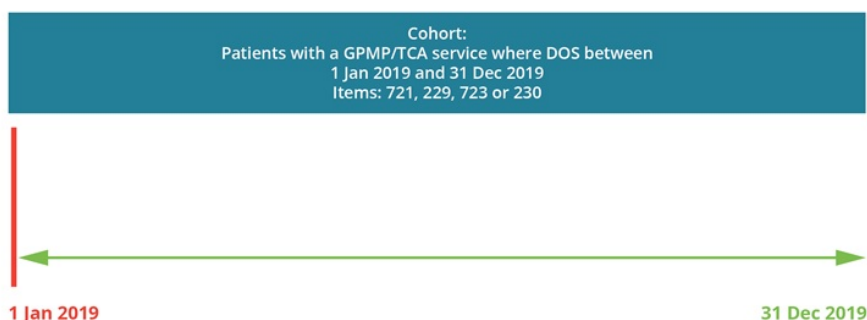 Cohort:
Patients with a GPMP/TCA service where DOS between
1 Jan 2019 and 31 Dec 2019
Items: 721, 229, 723 or 230
1 Jan 2019
31 Dec 2019